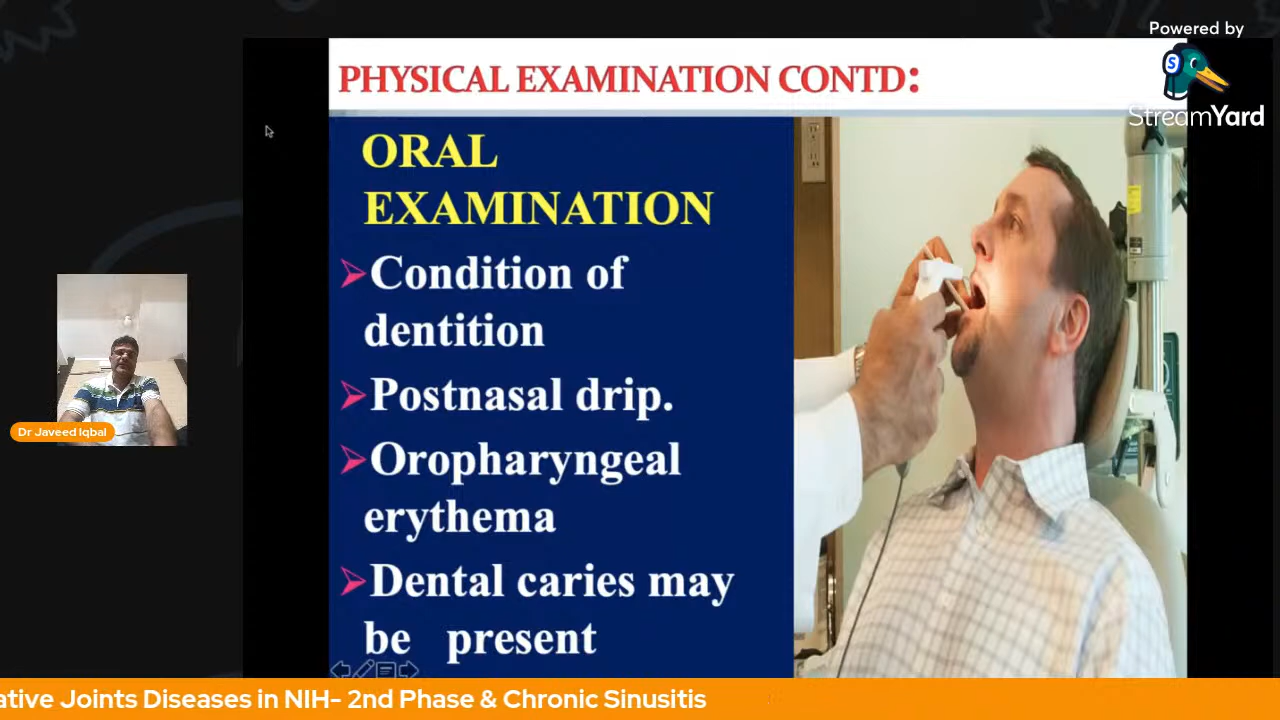 Powered by
StreamYard
PHYSICAL EXAMINATION CONTD:
ORAL
EXAMINATION
Condition of
dentition
Postnasal drip.
Oropharyngeal
erythema
Dental caries may
be present
Dr Javeed Iqbal
ative Joints Diseases in NIH- 2nd Phase & Chronic Sinusitis